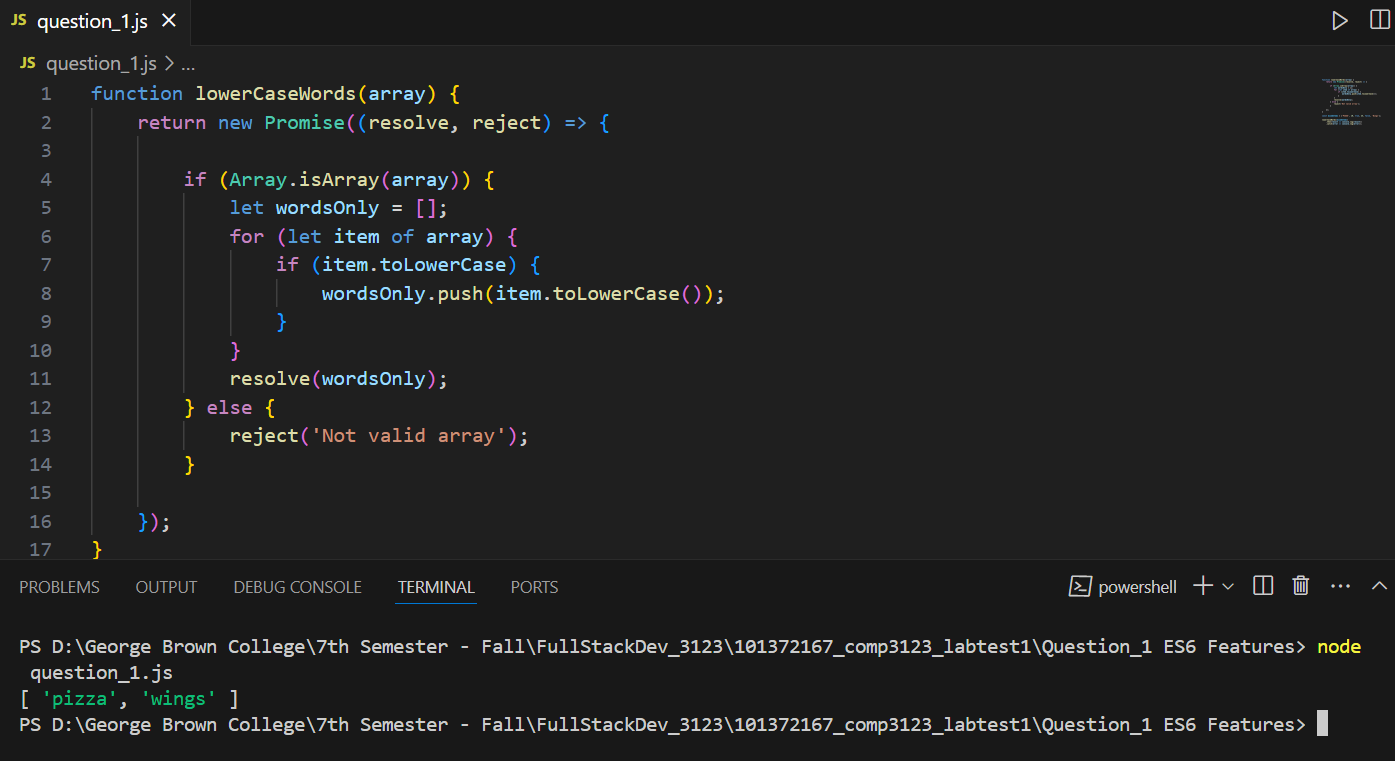 JS question_1.js ×
JS question_1.js > ...
1 function lowerCaseWords(array) {
2     return new Promise((resolve, reject) => {
3
4         if (Array.isArray(array)) {
5             let wordsOnly = [];
6             for (let item of array) {
7                 if (item.toLowerCase) {
8                     wordsOnly.push(item.toLowerCase());
9                 }
10             }
11             resolve(wordsOnly);
12         } else {
13             reject('Not valid array');
14         }
15
16     });
17 }
PROBLEMS OUTPUT DEBUG CONSOLE TERMINAL PORTS powershell
PS D:\George Brown College\7th Semester - Fall\FullStackDev_3123\101372167_comp3123_labtest1\Question_1 ES6 Features> node
 question_1.js
[ 'pizza', 'wings' ]
PS D:\George Brown College\7th Semester - Fall\FullStackDev_3123\101372167_comp3123_labtest1\Question_1 ES6 Features>